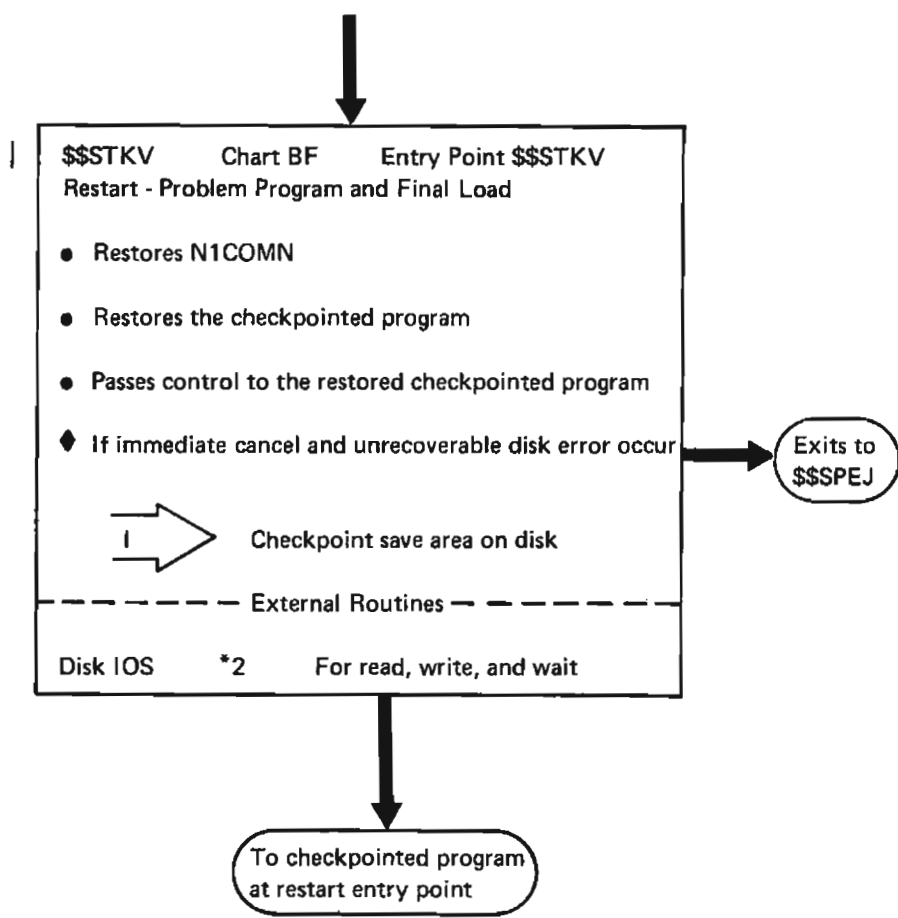 $$STKV Chart BF Entry Point $$STKV
Restart - Problem Program and Final Load
● Restores N1COMN
● Restores the checkpointed program
● Passes control to the restored checkpointed program
♦ If immediate cancel and unrecoverable disk error occur
Exits to
$$SPEJ
I Checkpoint save area on disk
External Routines
Disk IOS *2 For read, write, and wait
To checkpointed program
at restart entry point